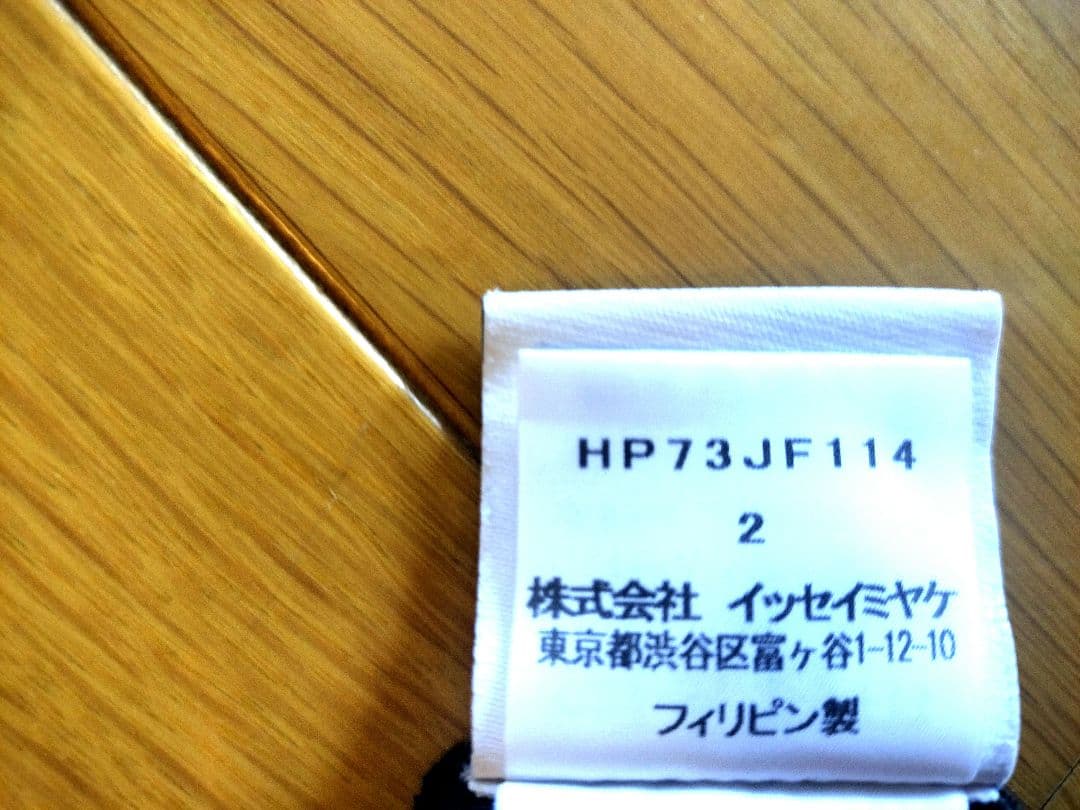 HP73JF114
2
株式会社 イッセイミヤケ
東京都渋谷区富ヶ谷1-12-10
フィリピン製